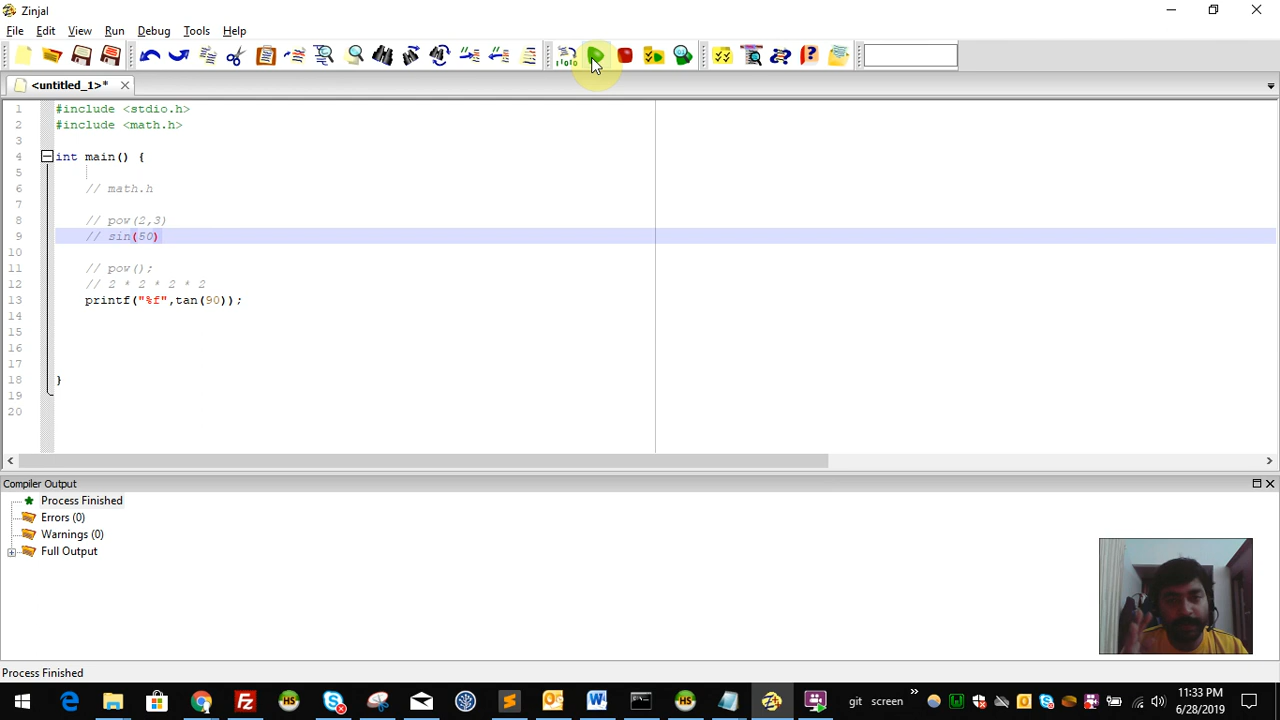 Zinjal
File Edit View Run Debug Tools Help
<untitled_1>*
1 #include <stdio.h>
2 #include <math.h>
3
4 int main() {
5
6 // math.h
7
8 // pow(2,3)
9 // sin(50)
10
11 // pow();
12 // 2 * 2 * 2 * 2
13 printf("%f",tan(90));
14
15
16
17
18 }
19
20
Compiler Output
Process Finished
Errors (0)
Warnings (0)
Full Output
Process Finished
git screen
11:33 PM
6/28/2019